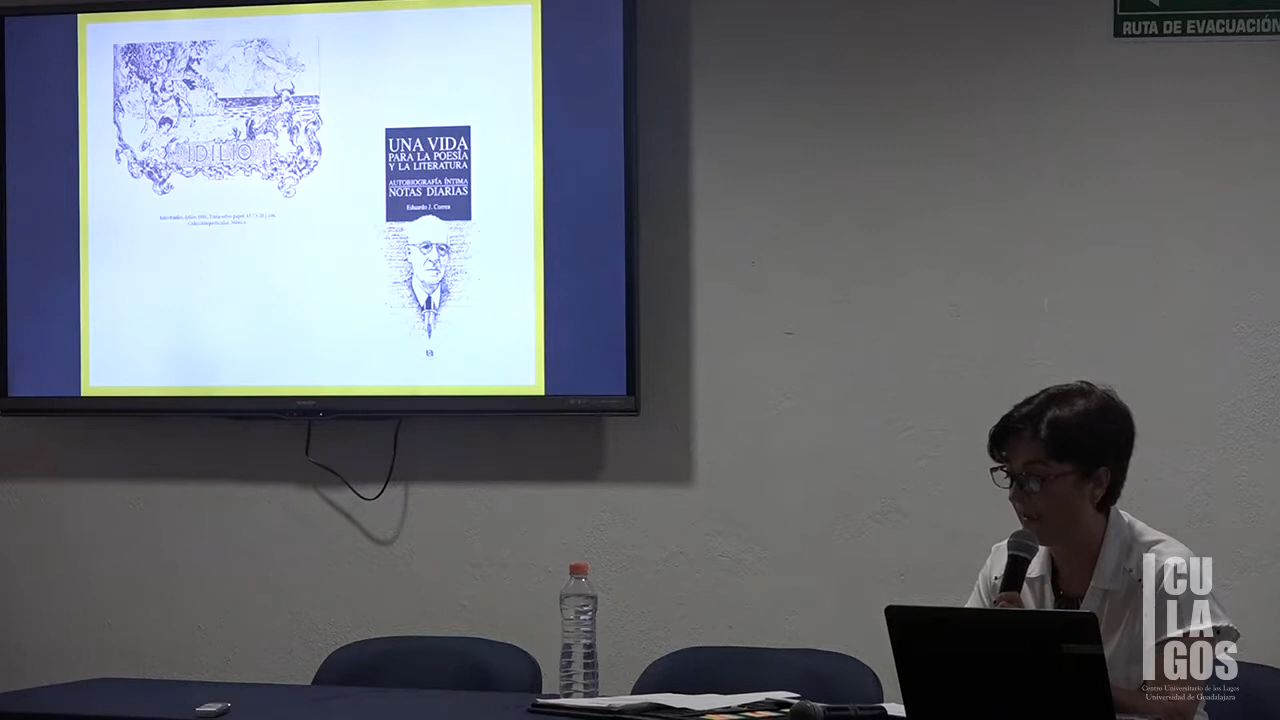 RUTA DE EVACUACIÓN
IDILIO
UNA VIDA
PARA LA POESÍA
Y LA LITERATURA
AUTOBIOGRAFÍA ÍNTIMA
NOTAS DIARIAS
Eduardo J. Correa
CU
LA
GOS
Centro Universitario de los Lagos
Universidad de Guadalajara